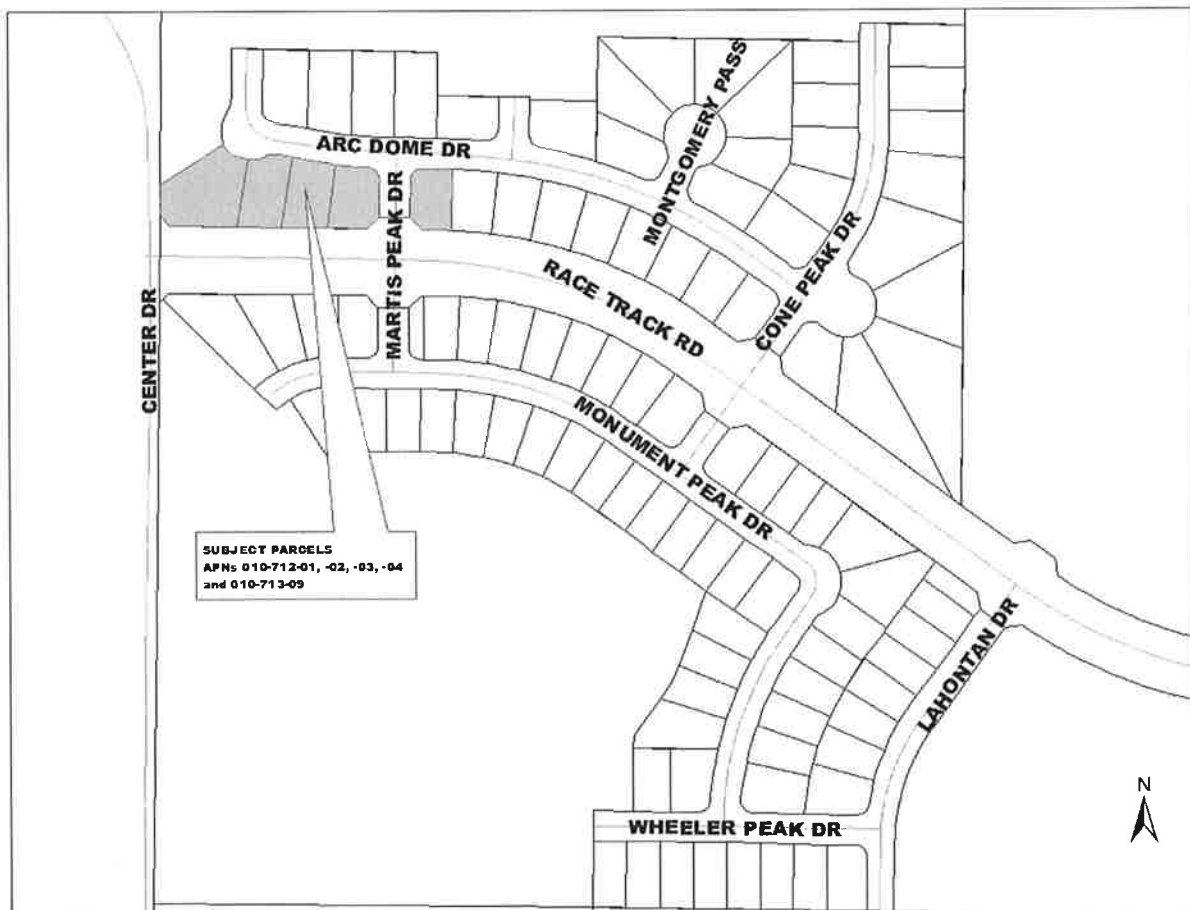 MONTGOMERY PASS
ARC DOME DR
MARTIS PEAK DR
CONE PEAK DR
RACE TRACK RD
CENTER DR
MONUMENT PEAK DR
SUBJECT PARCELS
APNs 010-712-01, -02, -03, -04
and 010-713-09
LAHONTAN DR
N
WHEELER PEAK DR